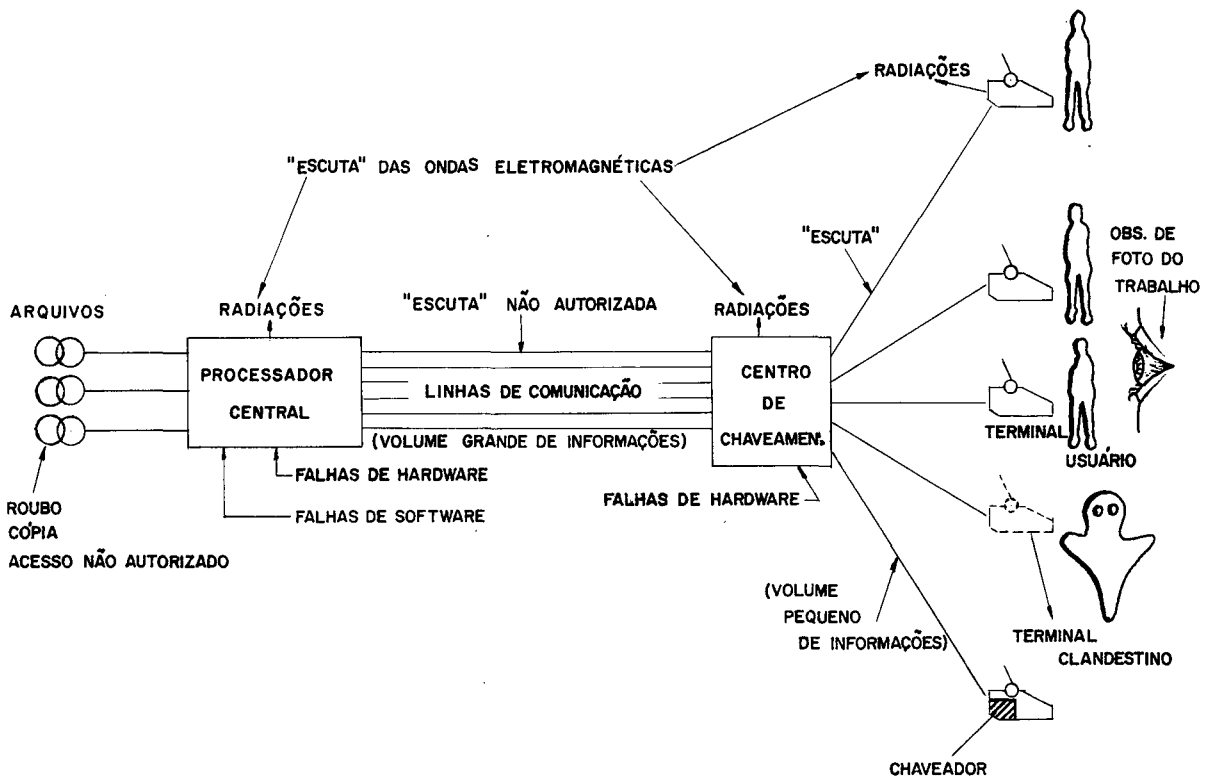 RADIAÇÕES
"ESCUTA" DAS ONDAS ELETROMAGNÉTICAS
"ESCUTA"
OBS. DE
FOTO DO
TRABALHO
ARQUIVOS
RADIAÇÕES
"ESCUTA" NÃO AUTORIZADA
RADIAÇÕES
PROCESSADOR
CENTRAL
LINHAS DE COMUNICAÇÃO
(VOLUME GRANDE DE INFORMAÇÕES)
CENTRO
DE
CHAVEAMEN.
TERMINAL
USUÁRIO
FALHAS DE HARDWARE
FALHAS DE SOFTWARE
FALHAS DE HARDWARE
ROUBO
CÓPIA
ACESSO NÃO AUTORIZADO
(VOLUME
PEQUENO
DE INFORMAÇÕES)
TERMINAL
CLANDESTINO
CHAVEADOR